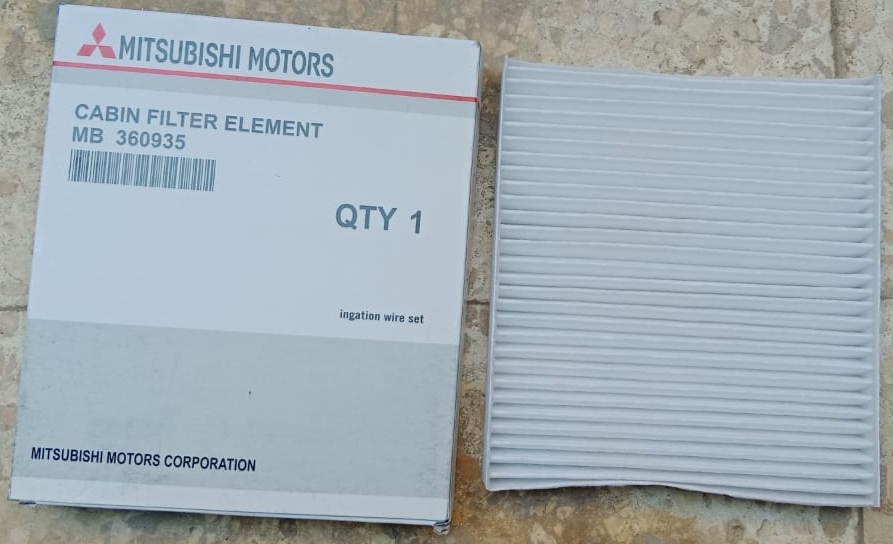 MITSUBISHI MOTORS
CABIN FILTER ELEMENT
MB 360935
QTY 1
ingation wire set
MITSUBISHI MOTORS CORPORATION